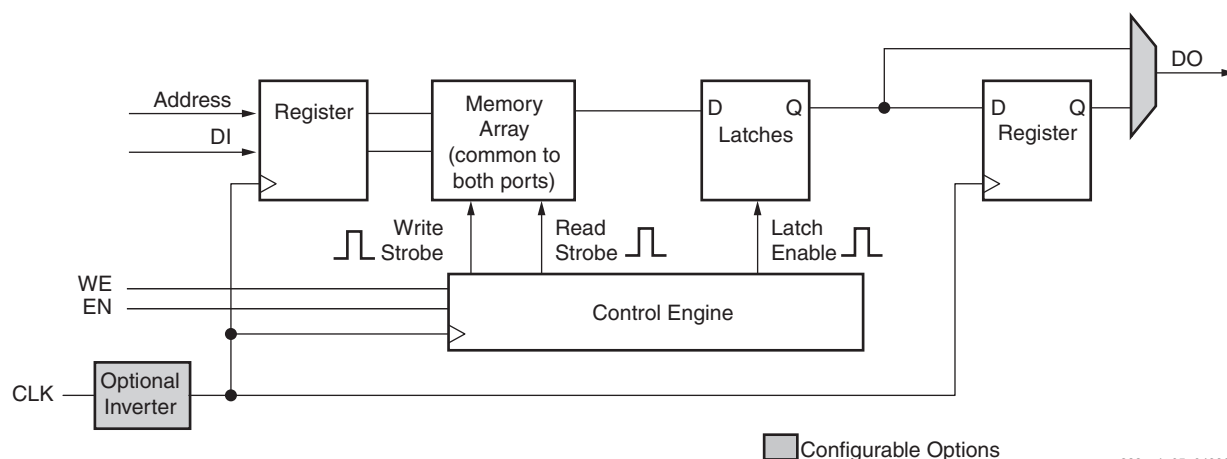 DO
Address
DI
Register
Memory
Array
(common to
both ports)
D
Q
Latches
D
Q
Register
Write
Strobe
Read
Strobe
Latch
Enable
WE
EN
Control Engine
CLK
Optional
Inverter
Configurable Options